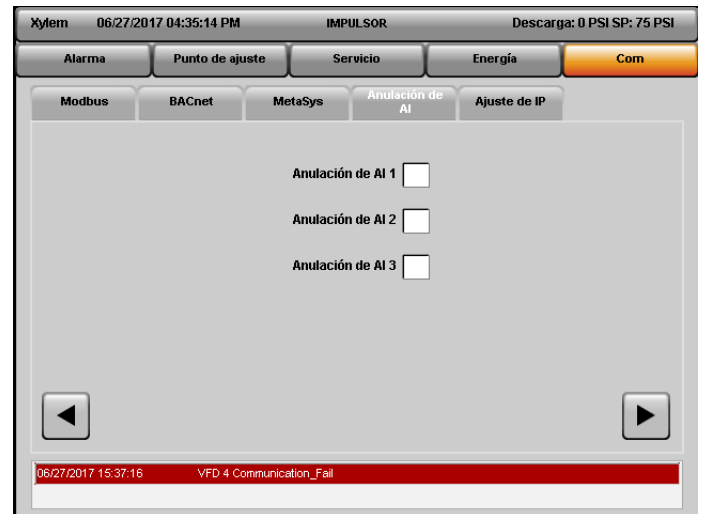 Xylem 06/27/2017 04:35:14 PM IMPULSOR Descarga: 0 PSI SP: 75 PSI
Alarma Punto de ajuste Servicio Energía Com
Modbus BACnet MetaSys Anulación de AI Ajuste de IP
Anulación de AI 1
Anulación de AI 2
Anulación de AI 3
06/27/2017 15:37:16 VFD 4 Communication_Fail